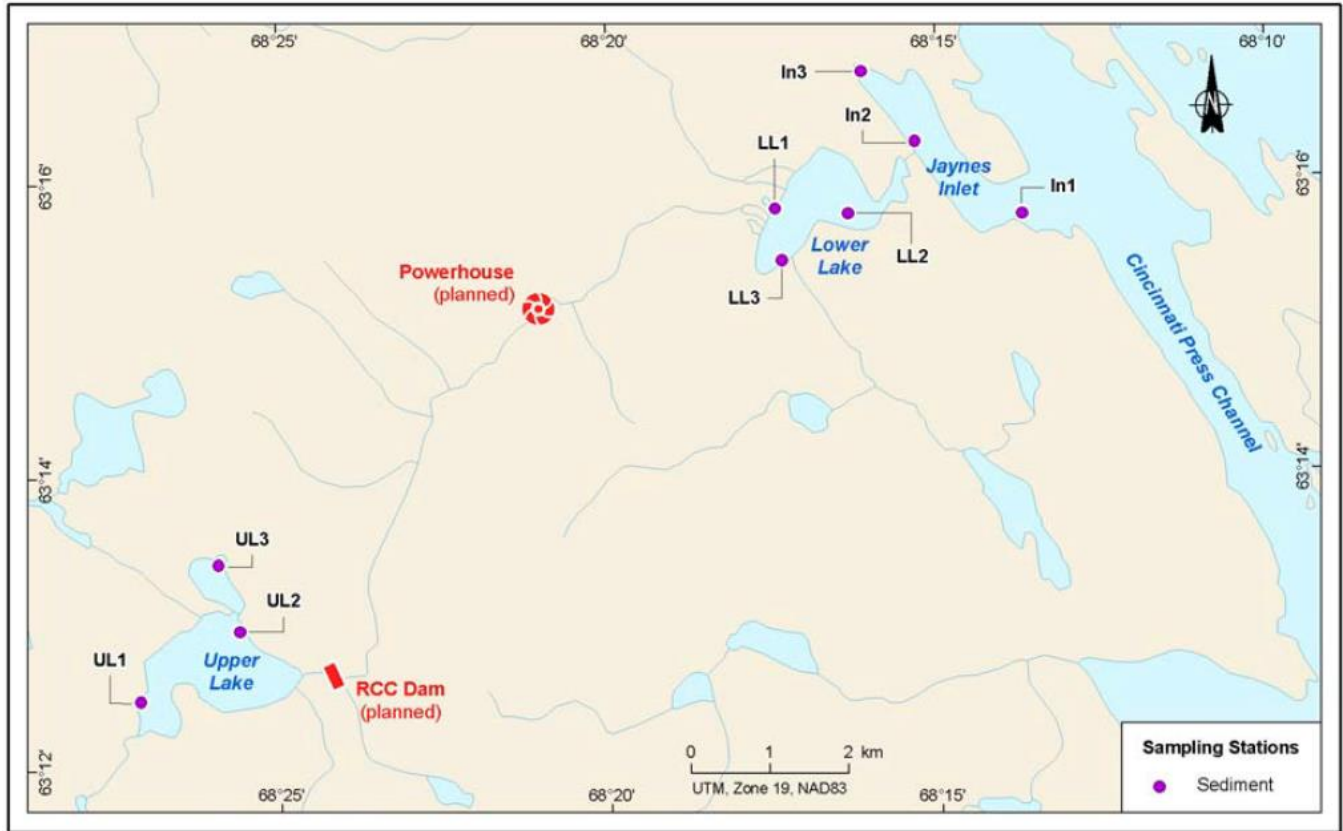 68°25'
68°20'
68°15'
68°10'
In3
In2
LL1
Jaynes
Inlet
In1
63°16'
63°16'
Lower
Lake
LL2
LL3
Powerhouse
(planned)
Cincinnati Press Channel
63°14'
63°14'
UL3
UL2
UL1
Upper
Lake
RCC Dam
(planned)
0 1 2 km
UTM, Zone 19, NAD83
Sampling Stations
Sediment
63°12'
68°25'
68°20'
68°15'
N